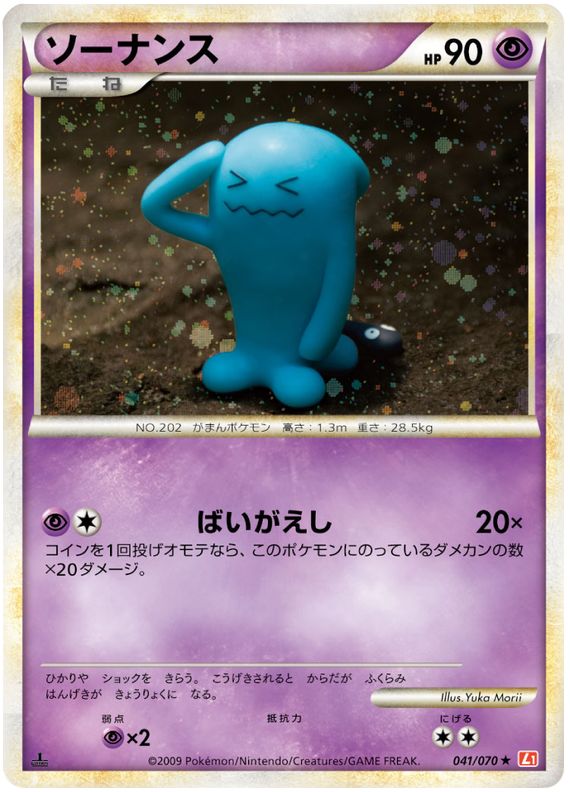 ソーナンス
HP 90
たね
NO.202 がまんポケモン 高さ：1.3m 重さ：28.5kg
ばいがえし 20×
コインを1回投げオモテなら、このポケモンにのっているダメカンの数
×20ダメージ。
ひかりや ショックを きらう。 こうげきされると からだが ふくらみ
はんげきが きょうりょくに なる。
Illus. Yuka Morii
弱点 抵抗力 にげる
×2
©2009 Pokémon/Nintendo/Creatures/GAME FREAK.
041/070 ★ L1